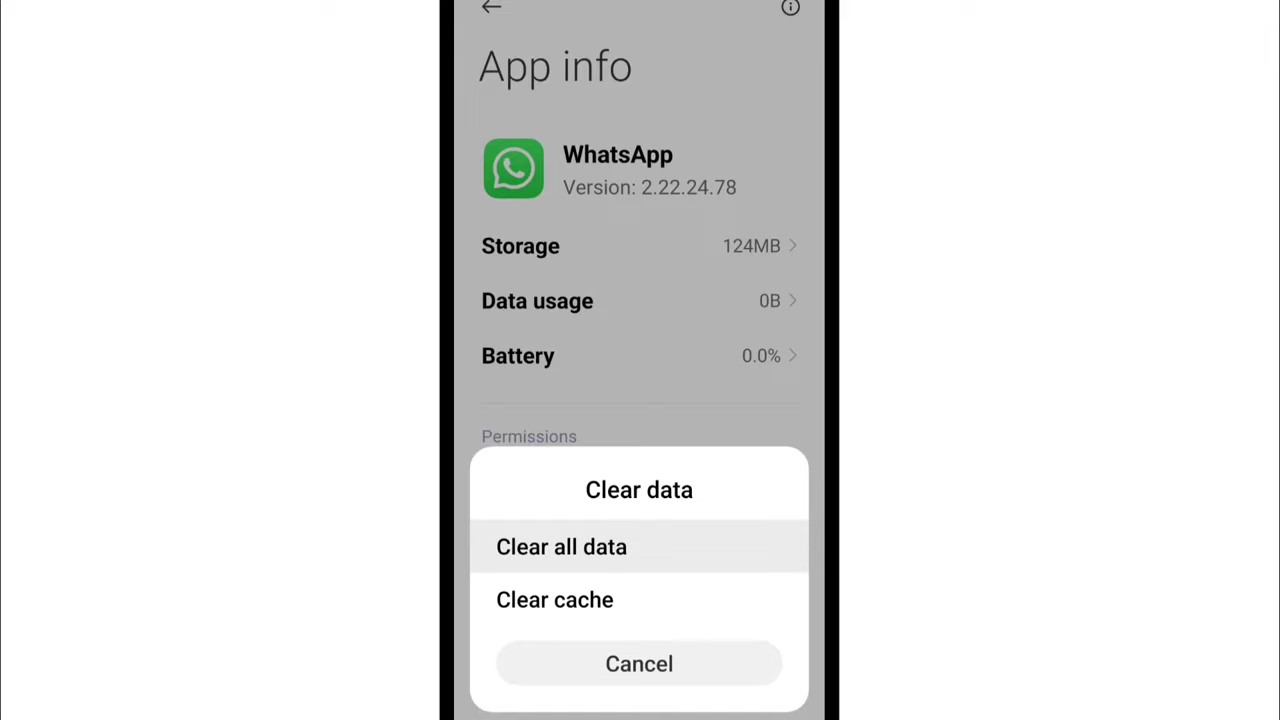 App info
WhatsApp
Version: 2.22.24.78
Storage 124MB
Data usage 0B
Battery 0.0%
Permissions
Clear data
Clear all data
Clear cache
Cancel